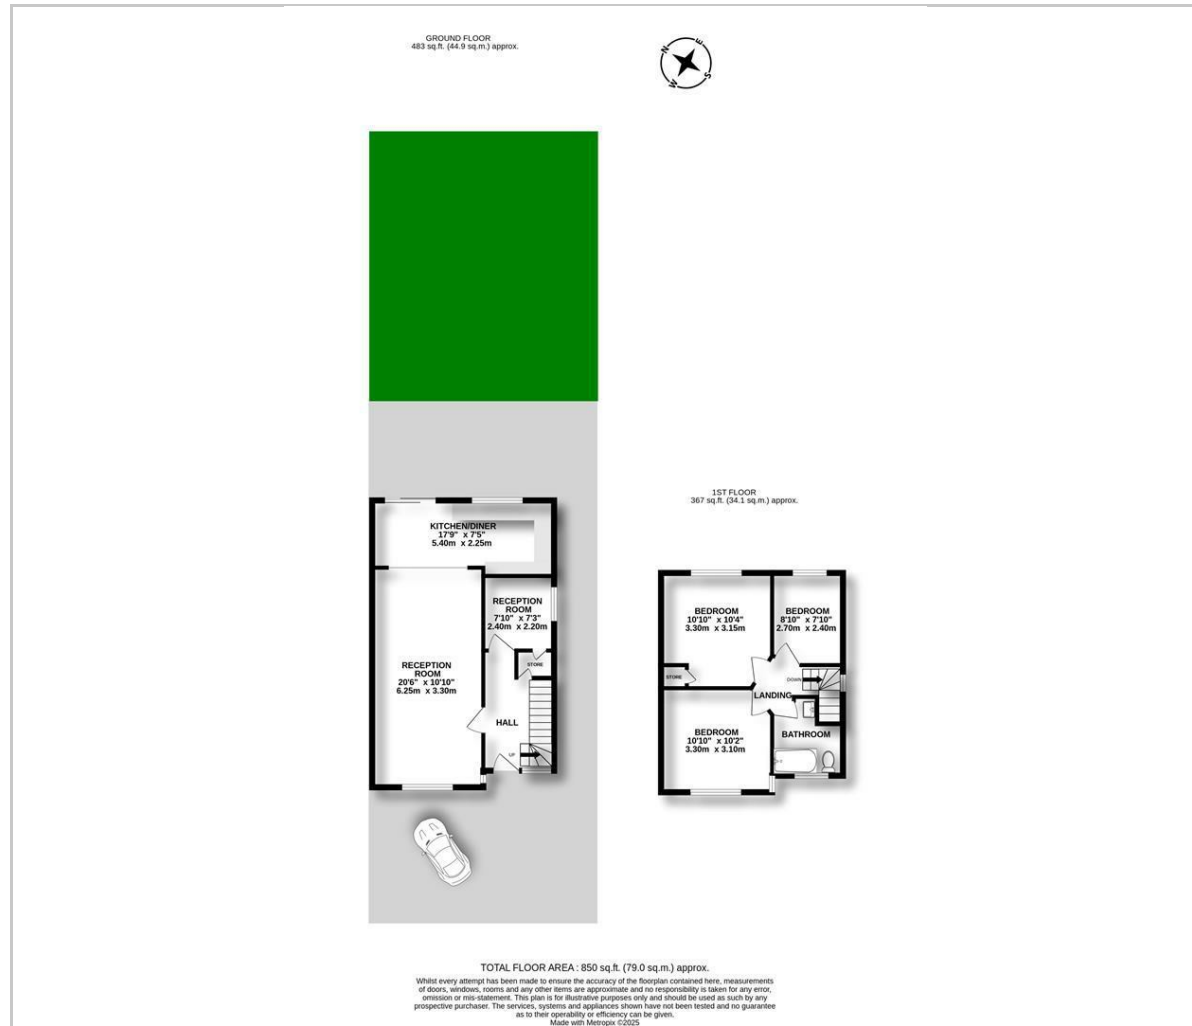 GROUND FLOOR
483 sq.ft. (44.9 sq.m.) approx.
N
E
S
W
KITCHEN/DINER
17'9" x 7'5"
5.40m x 2.25m
RECEPTION
ROOM
7'10" x 7'3"
2.40m x 2.20m
STORE
RECEPTION
ROOM
20'6" x 10'10"
6.25m x 3.30m
HALL
UP
1ST FLOOR
367 sq.ft. (34.1 sq.m.) approx.
BEDROOM
10'10" x 10'4"
3.30m x 3.15m
BEDROOM
8'10" x 7'10"
2.70m x 2.40m
STORE
DOWN
LANDING
BEDROOM
10'10" x 10'2"
3.30m x 3.10m
BATHROOM
TOTAL FLOOR AREA : 850 sq.ft. (79.0 sq.m.) approx.
Whilst every attempt has been made to ensure the accuracy of the floorplan contained here, measurements
of doors, windows, rooms and any other items are approximate and no responsibility is taken for any error,
omission or mis-statement. This plan is for illustrative purposes only and should be used as such by any
prospective purchaser. The services, systems and appliances shown have not been tested and no guarantee
as to their operability or efficiency can be given.
Made with Metropix ©2025